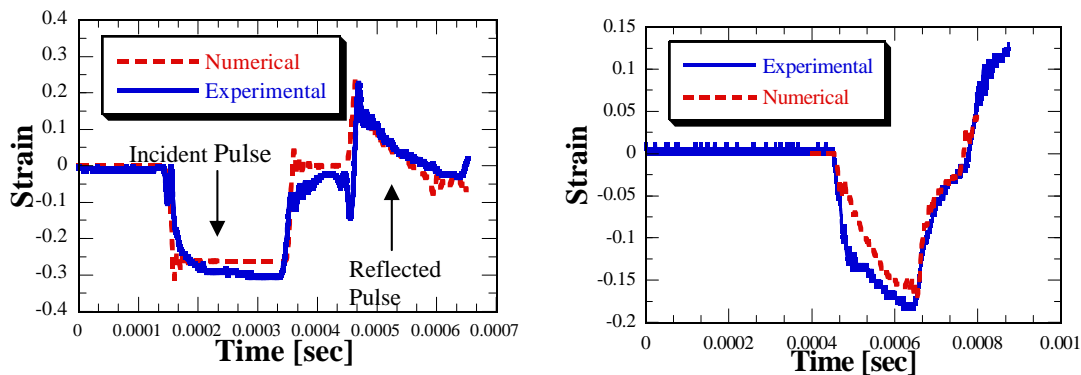 0.4
0.3
0.2
0.1
0
-0.1
-0.2
-0.3
-0.4
Strain
Numerical
Experimental
Incident Pulse
Reflected
Pulse
0 0.0001 0.0002 0.0003 0.0004 0.0005 0.0006 0.0007
Time [sec]
0.15
0.1
0.05
0
-0.05
-0.1
-0.15
-0.2
Strain
Experimental
Numerical
0 0.0002 0.0004 0.0006 0.0008 0.001
Time [sec]